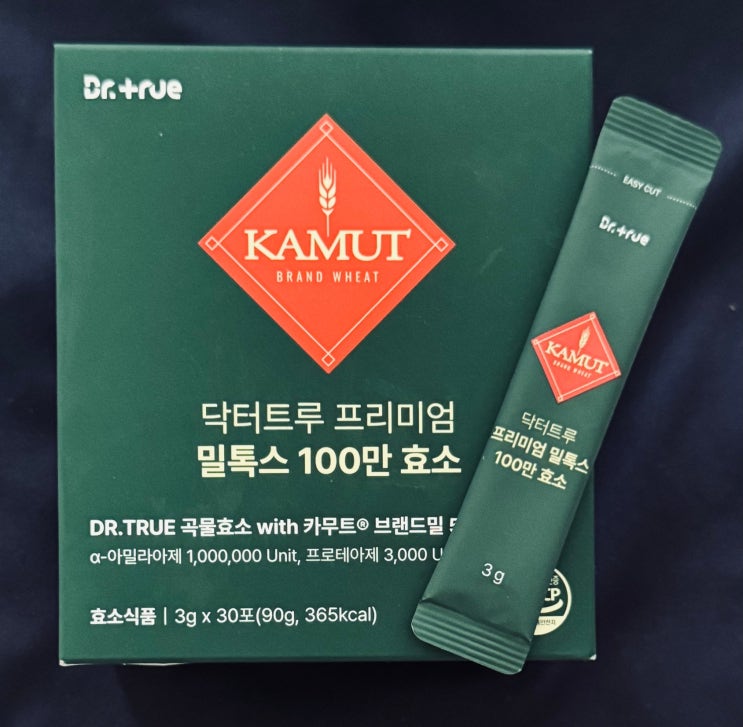 Dr.true
KAMUT
BRAND WHEAT
닥터트루 프리미엄
밀톡스 100만 효소
DR.TRUE 곡물효소 with 카무트® 브랜드밀
α-아밀라아제 1,000,000 Unit, 프로테아제 3,000
효소식품 | 3g x 30포(90g, 365kcal)
EASY CUT
Dr.true
KAMUT
BRAND WHEAT
닥터트루
프리미엄 밀톡스
100만 효소
3g